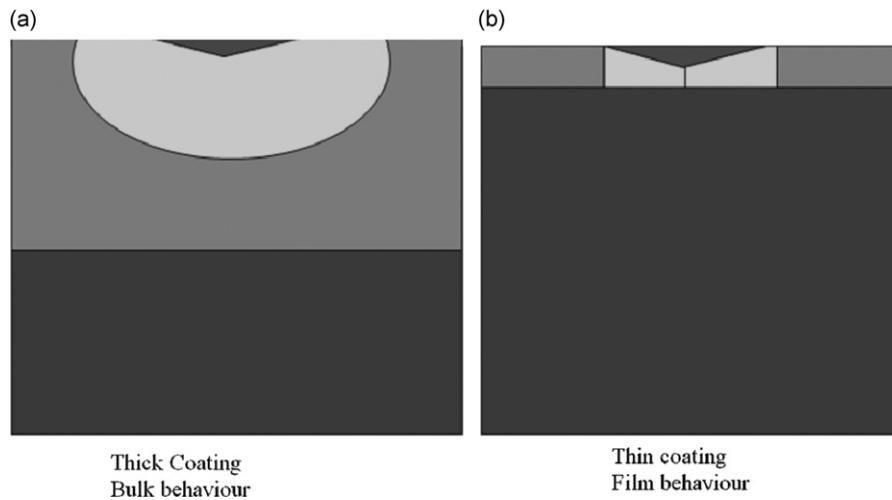 (a)
(b)
Thick Coating
Bulk behaviour
Thin coating
Film behaviour